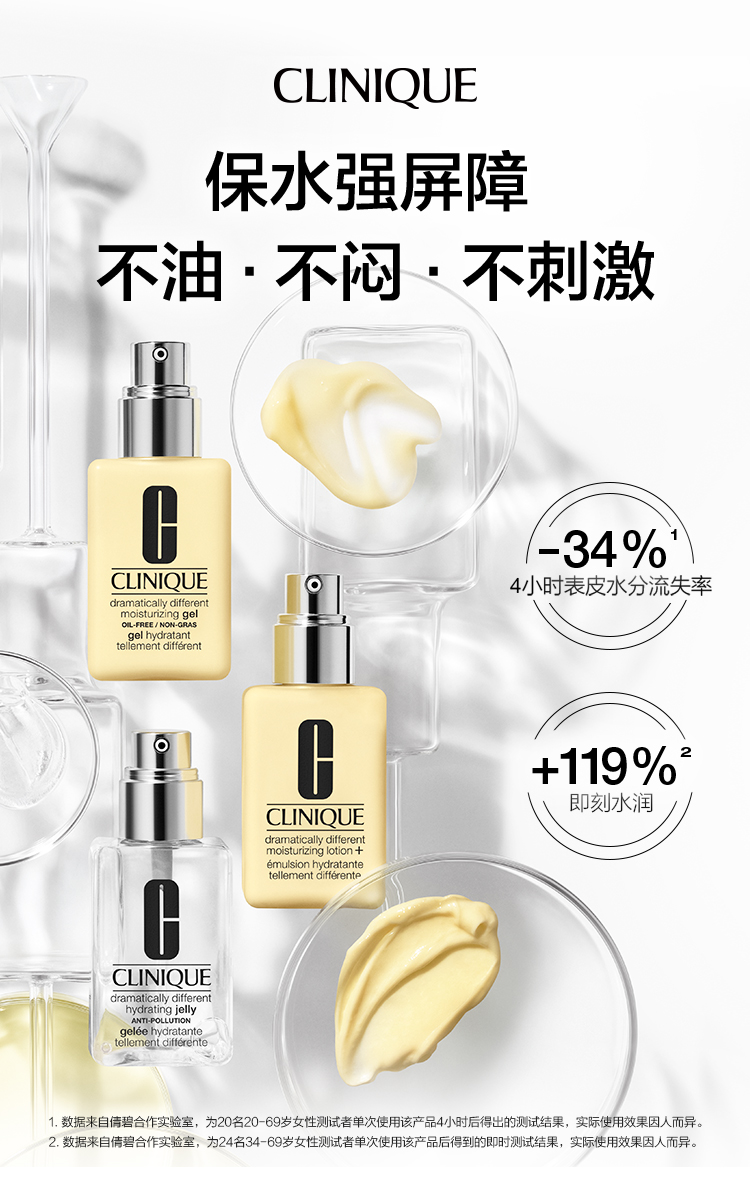 CLINIQUE
保水强屏障
不油·不闷·不刺激
C
CLINIQUE
dramatically different
moisturizing gel
OIL-FREE / NON-GRAS
gel hydratant
tellement différent
-34%¹
4小时表皮水分流失率
C
CLINIQUE
dramatically different
moisturizing lotion+
émulsion hydratante
tellement différente
+119%²
即刻水润
C
CLINIQUE
dramatically different
hydrating jelly
ANTI-POLLUTION
gelée hydratante
tellement différente
1. 数据来自倩碧合作实验室，为20名20-69岁女性测试者单次使用该产品4小时后得出的测试结果，实际使用效果因人而异。
2. 数据来自倩碧合作实验室，为24名34-69岁女性测试者单次使用该产品后得到的即时测试结果，实际使用效果因人而异。